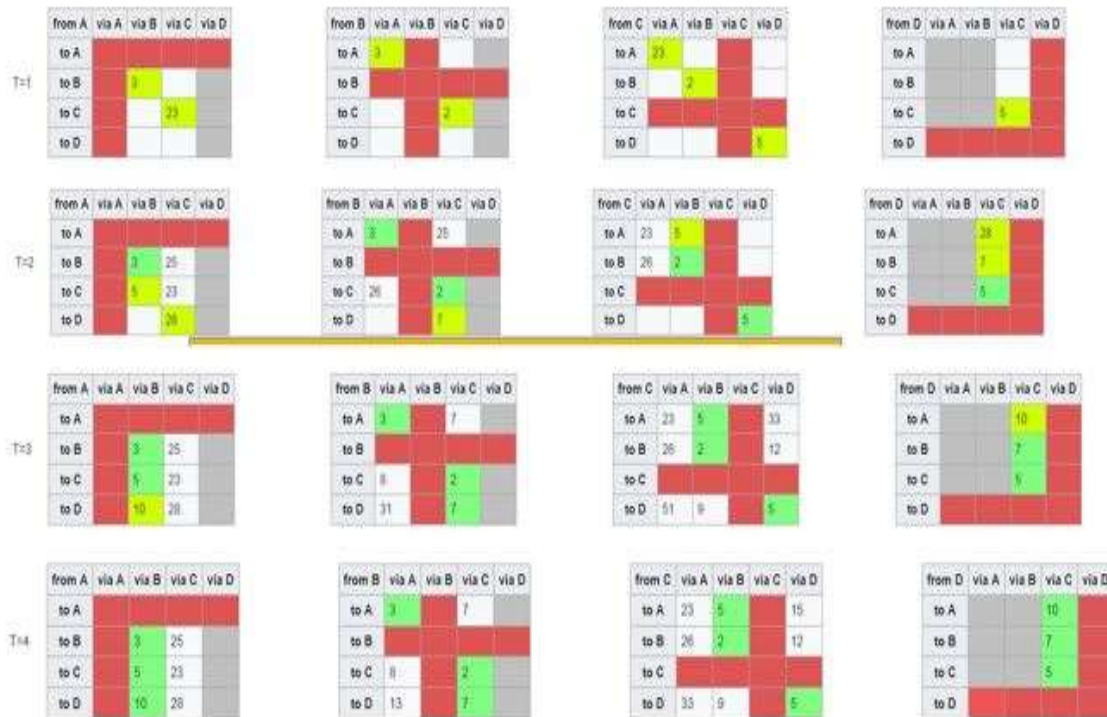 from A via A via B via C via D from B via A via B via C via D from C via A via B via C via D from D via A via B via C via D
to A to A 3 to A 23 to A
T=1 to B 3 to B to B 2 to B
to C 23 to C 2 to C to C 5
to D to D to D 5 to D
from A via A via B via C via D from B via A via B via C via D from C via A via B via C via D from D via A via B via C via D
to A to A 3 25 to A 23 5 to A 28
T=2 to B 3 25 to B to B 26 2 to B 7
to C 5 23 to C 26 2 to C to C 5
to D 28 to D 7 to D 5 to D
from A via A via B via C via D from B via A via B via C via D from C via A via B via C via D from D via A via B via C via D
to A to A 3 7 to A 23 5 33 to A 10
T=3 to B 3 25 to B to B 26 2 12 to B 7
to C 5 23 to C 8 2 to C to C 5
to D 10 28 to D 31 7 to D 51 9 5 to D
from A via A via B via C via D from B via A via B via C via D from C via A via B via C via D from D via A via B via C via D
to A to A 3 7 to A 23 5 15 to A 10
T=4 to B 3 25 to B to B 26 2 12 to B 7
to C 5 23 to C 8 2 to C to C 5
to D 10 28 to D 13 7 to D 33 9 5 to D